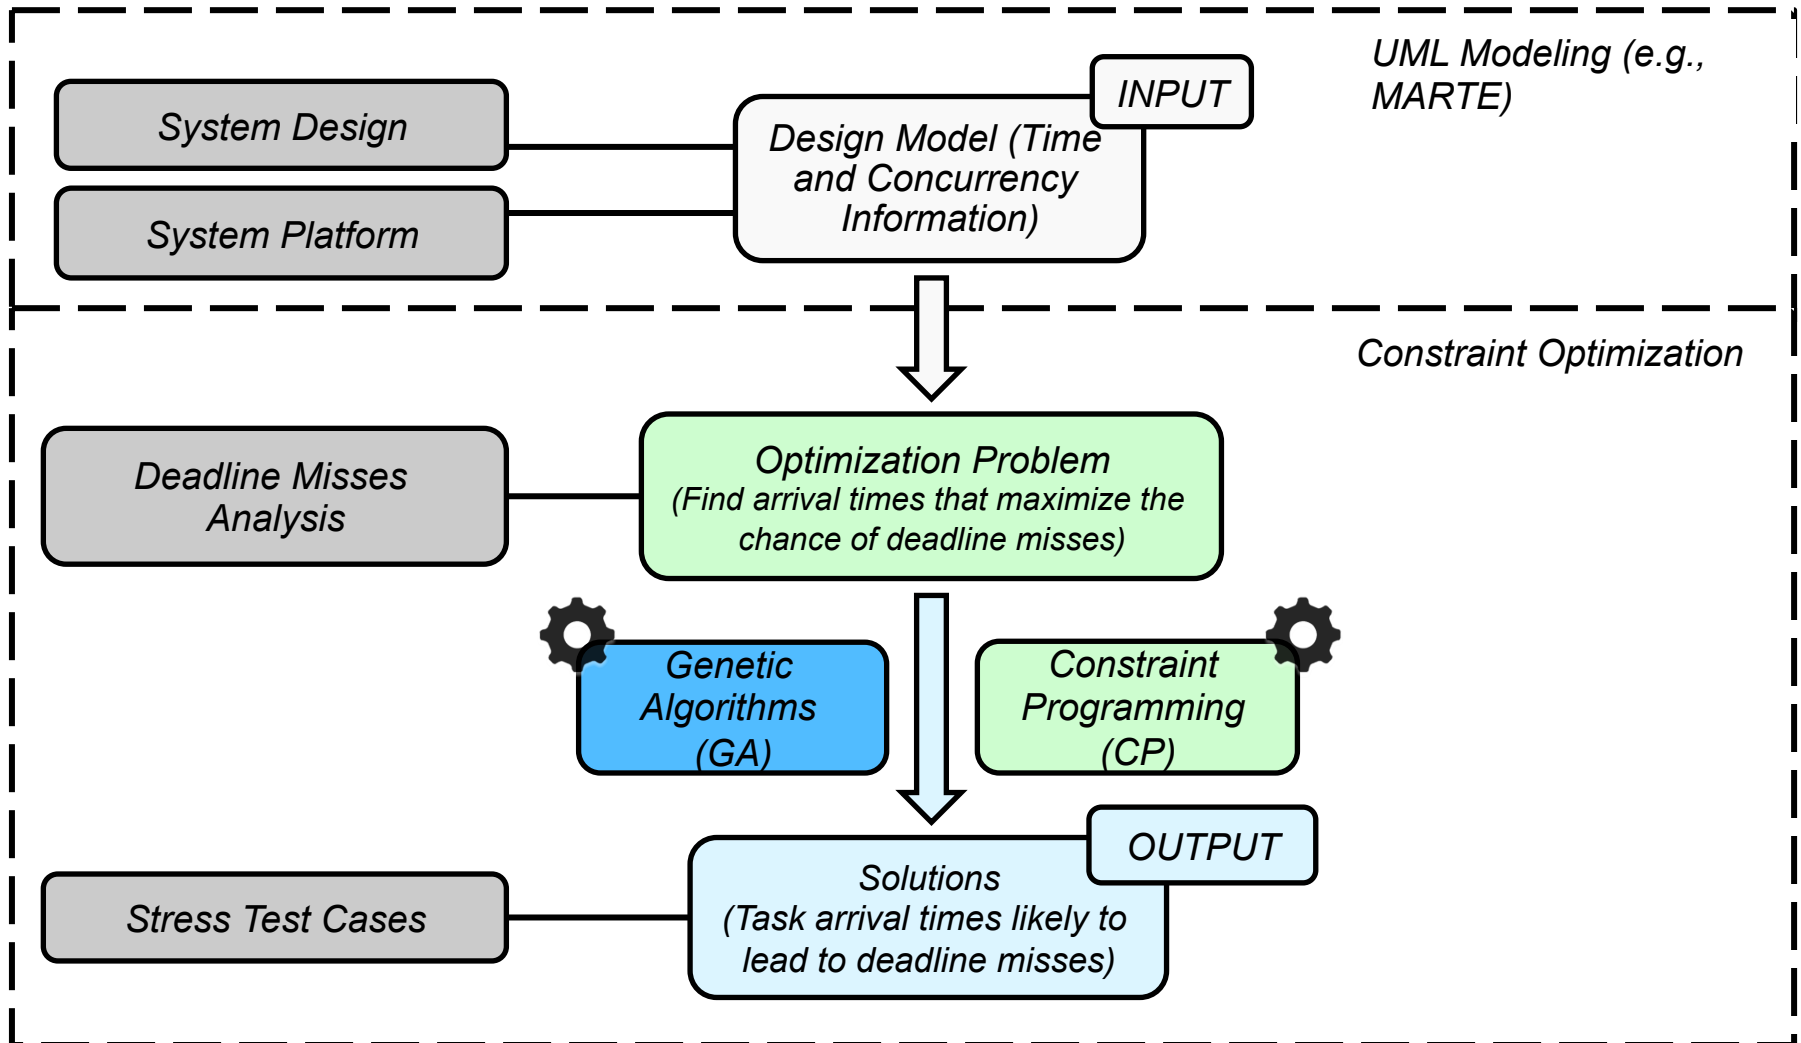 UML Modeling (e.g.,
MARTE)
INPUT
System Design
System Platform
Design Model (Time
and Concurrency
Information)
Constraint Optimization
Deadline Misses
Analysis
Optimization Problem
(Find arrival times that maximize the
chance of deadline misses)
Genetic
Algorithms
(GA)
Constraint
Programming
(CP)
OUTPUT
Stress Test Cases
Solutions
(Task arrival times likely to
lead to deadline misses)